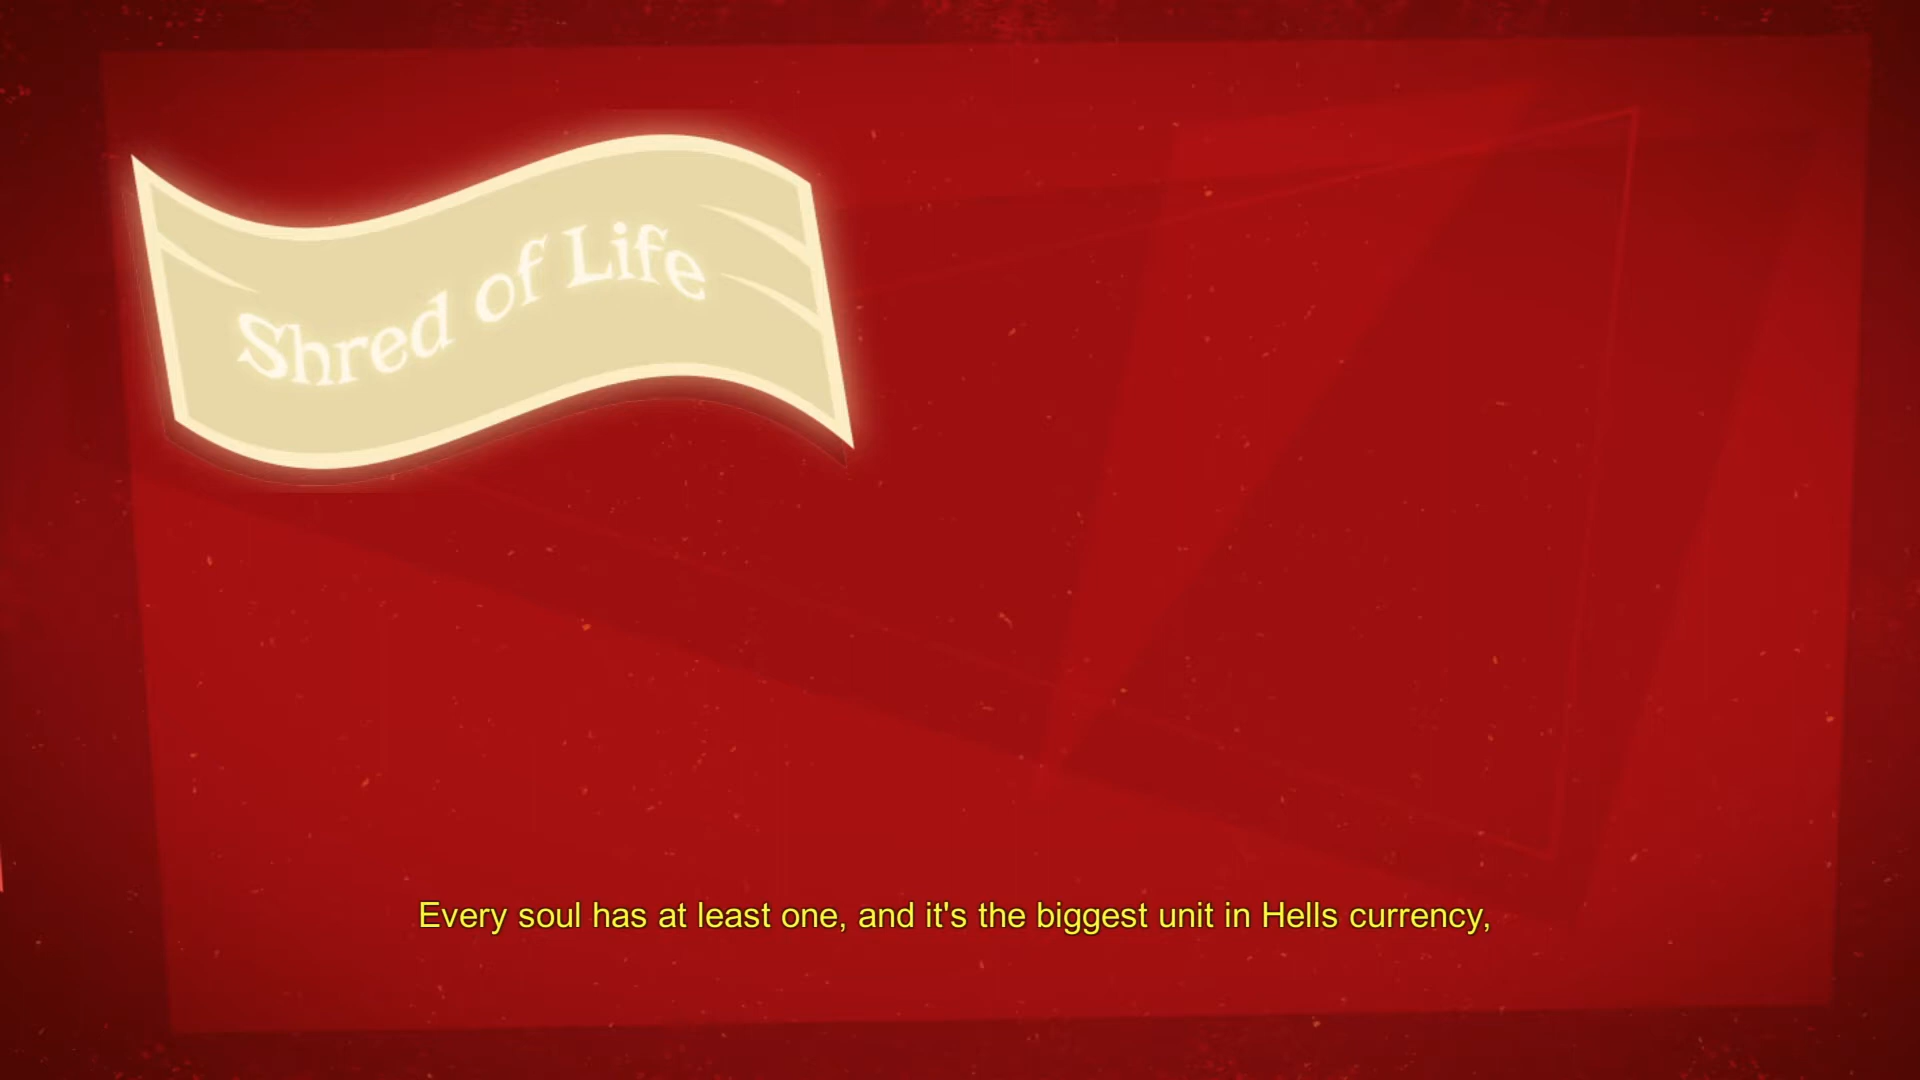 Shred of Life
Every soul has at least one, and it's the biggest unit in Hells currency,